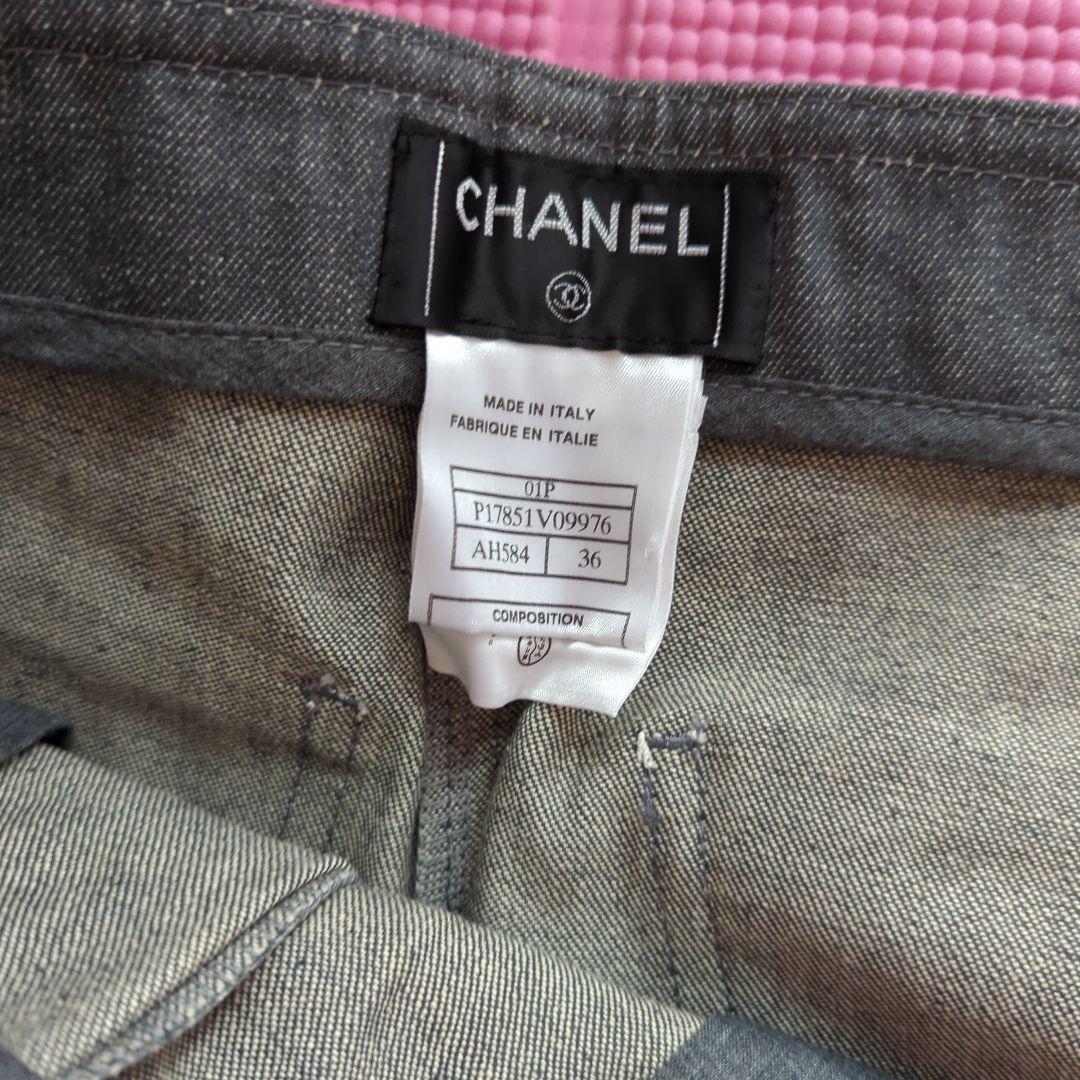 CHANEL
MADE IN ITALY
FABRIQUE EN ITALIE
01P
P17851V09976
AH584 36
COMPOSITION